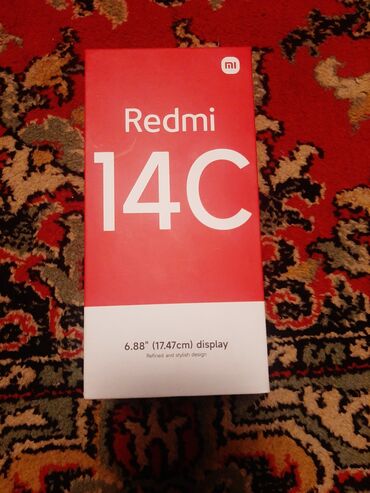 mi
Redmi
14C
6.88" (17.47cm) display
Refined and stylish design